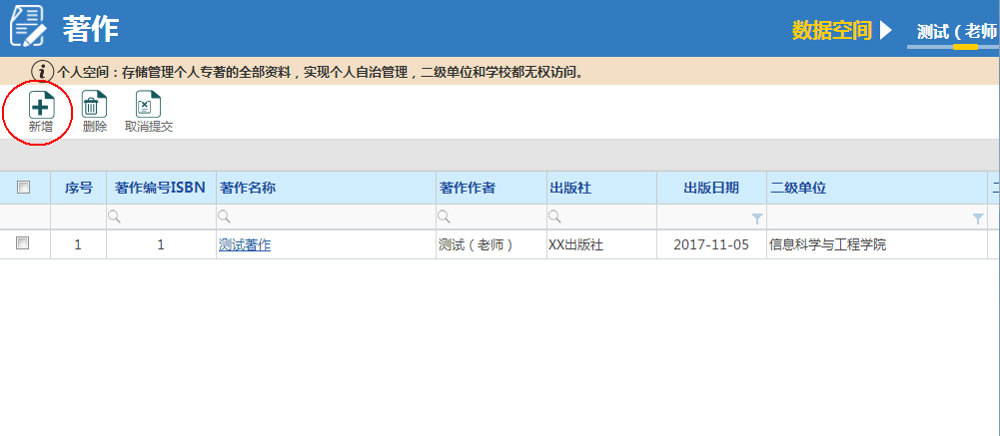 著作
数据空间 测试（老师
个人空间：存储管理个人专著的全部资料，实现个人自治管理，二级单位和学校都无权访问。
新增 删除 取消提交
序号 著作编号ISBN 著作名称 著作作者 出版社 出版日期 二级单位
1 1 测试著作 测试（老师） XX出版社 2017-11-05 信息科学与工程学院